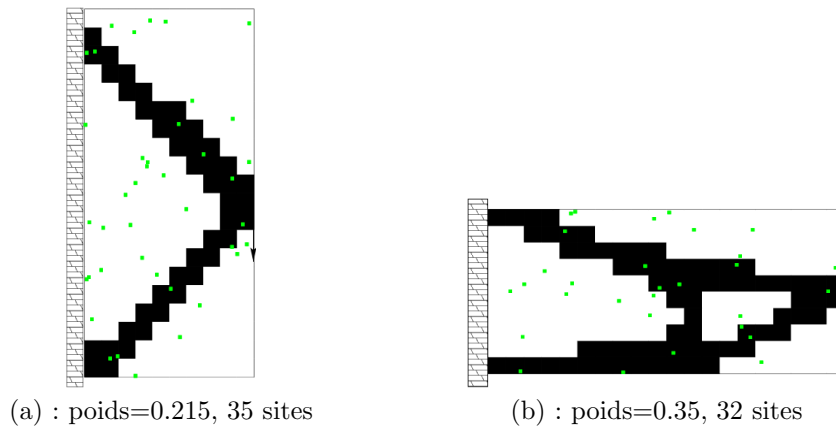 (a) : poids=0.215, 35 sites
(b) : poids=0.35, 32 sites